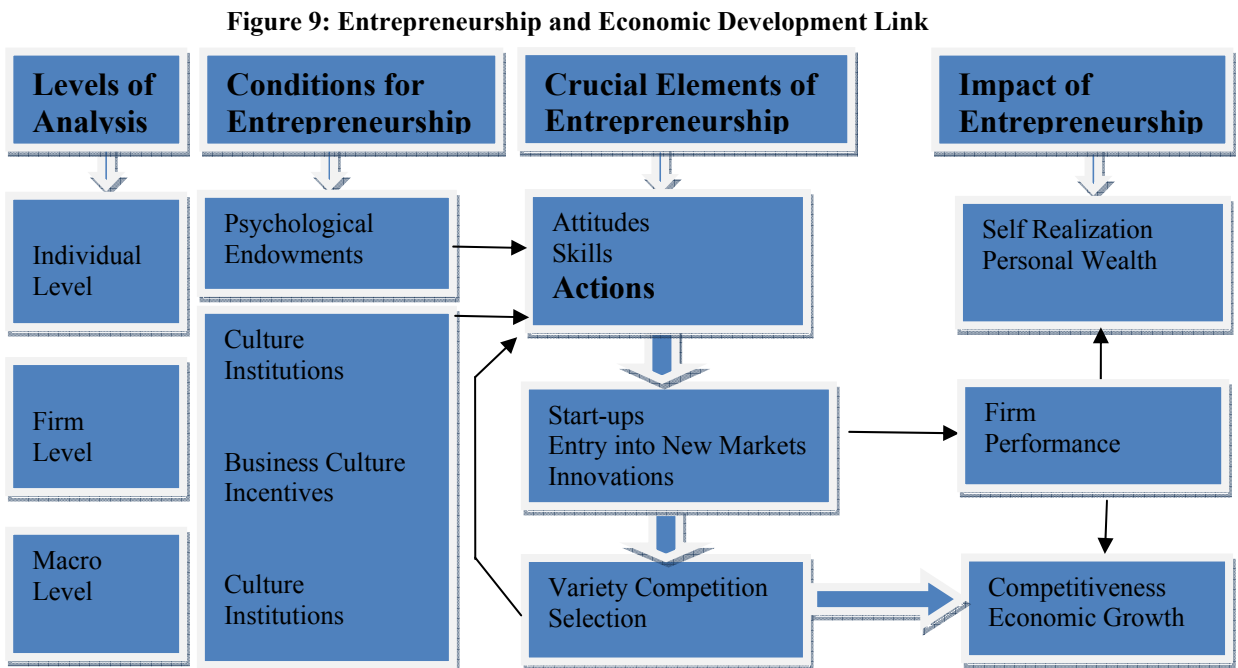 Figure 9: Entrepreneurship and Economic Development Link
Levels of
Analysis
Conditions for
Entrepreneurship
Crucial Elements of
Entrepreneurship
Impact of
Entrepreneurship
Individual
Level
Psychological
Endowments
Attitudes
Skills
Actions
Self Realization
Personal Wealth
Firm
Level
Culture
Institutions
Business Culture
Incentives
Culture
Institutions
Start-ups
Entry into New Markets
Innovations
Firm
Performance
Macro
Level
Variety Competition
Selection
Competitiveness
Economic Growth